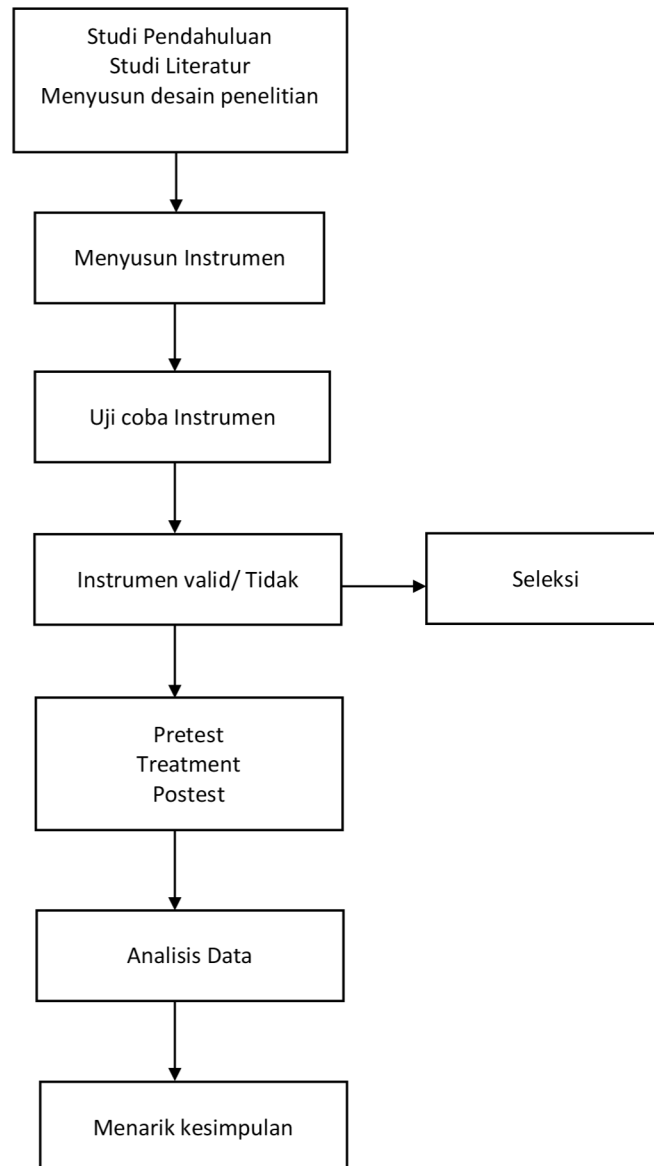 Studi Pendahuluan
Studi Literatur
Menyusun desain penelitian
Menyusun Instrumen
Uji coba Instrumen
Instrumen valid/ Tidak
Seleksi
Pretest
Treatment
Postest
Analisis Data
Menarik kesimpulan